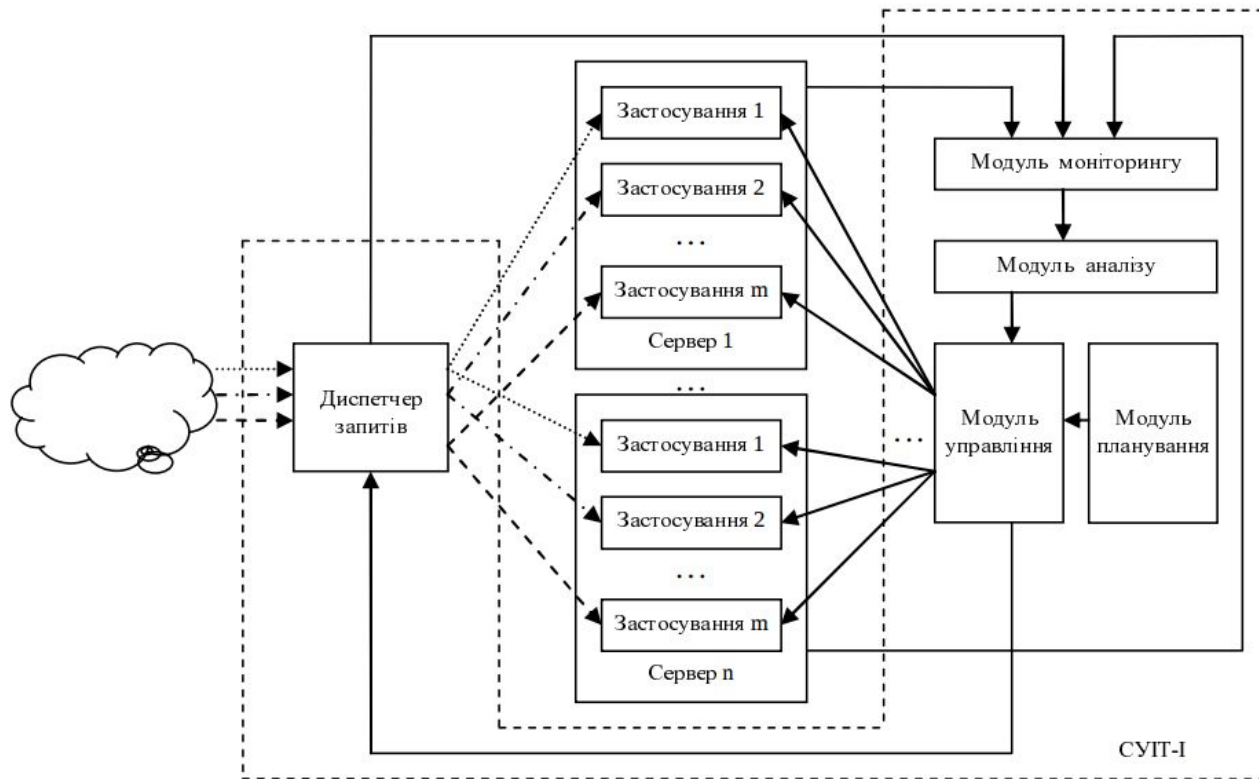 Застосування 1
Застосування 2
...
Застосування m
Сервер 1
...
Застосування 1
Застосування 2
...
Застосування m
Сервер n
Диспетчер
запитів
Модуль моніторингу
Модуль аналізу
Модуль
управління
Модуль
планування
...
СУІТ-І